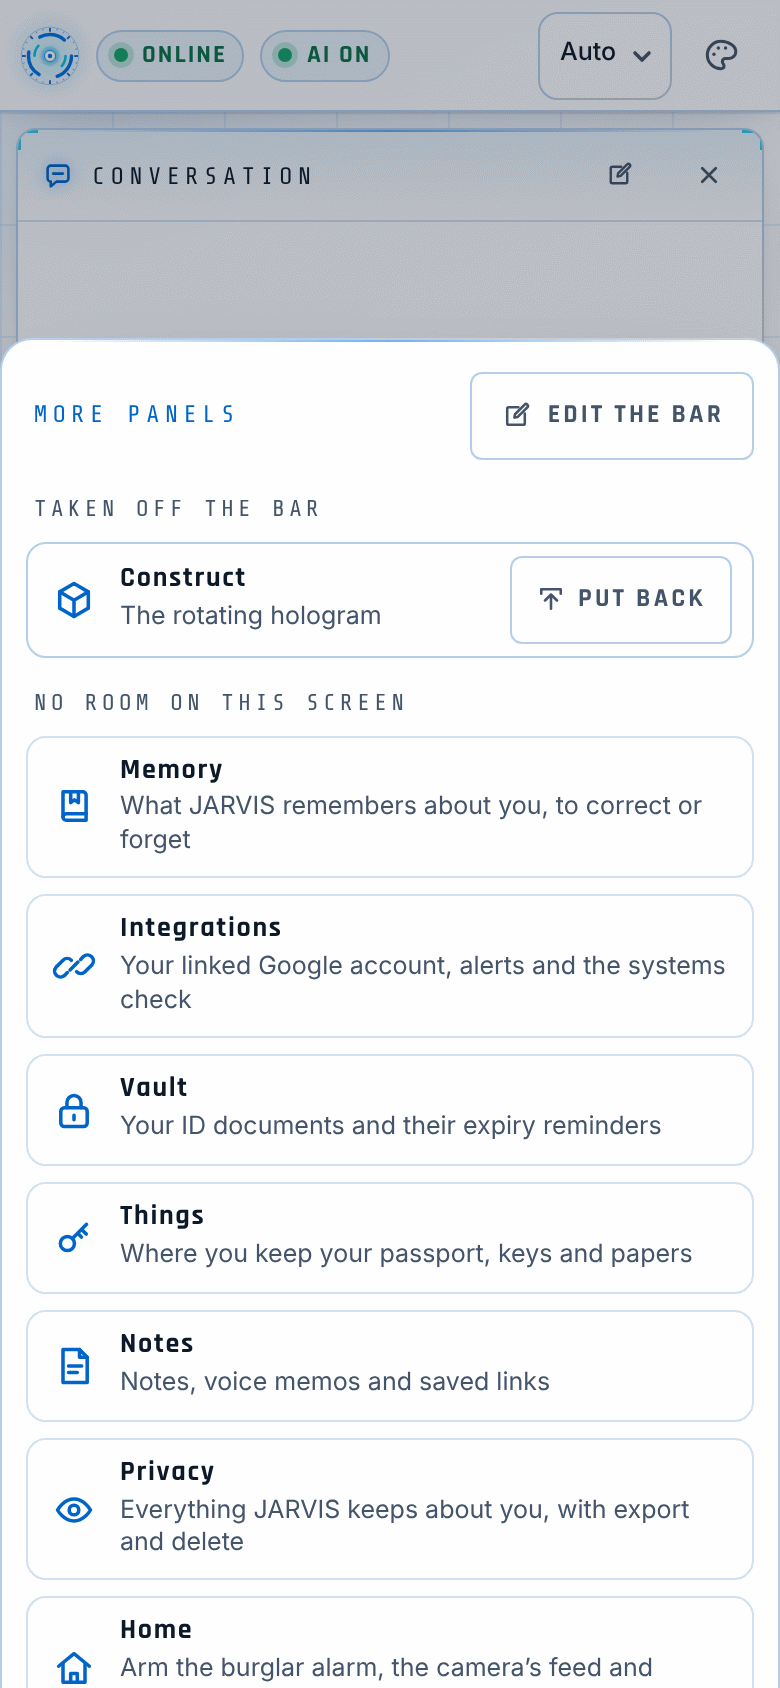 ONLINE
AI ON
Auto
CONVERSATION
MORE PANELS
EDIT THE BAR
TAKEN OFF THE BAR
Construct
The rotating hologram
PUT BACK
NO ROOM ON THIS SCREEN
Memory
What JARVIS remembers about you, to correct or
forget
Integrations
Your linked Google account, alerts and the systems
check
Vault
Your ID documents and their expiry reminders
Things
Where you keep your passport, keys and papers
Notes
Notes, voice memos and saved links
Privacy
Everything JARVIS keeps about you, with export
and delete
Home
Arm the burglar alarm, the camera’s feed and